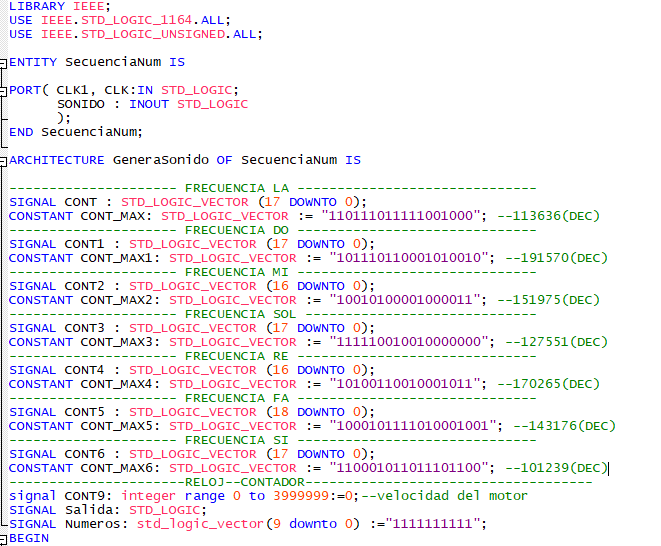 LIBRARY IEEE;
USE IEEE.STD_LOGIC_1164.ALL;
USE IEEE.STD_LOGIC_UNSIGNED.ALL;
ENTITY SecuenciaNum IS
PORT( CLK1, CLK:IN STD_LOGIC;
SONIDO : INOUT STD_LOGIC
);
END SecuenciaNum;
ARCHITECTURE GeneraSonido OF SecuenciaNum IS
--------------------- FRECUENCIA LA ------------------------------
SIGNAL CONT : STD_LOGIC_VECTOR (17 DOWNTO 0);
CONSTANT CONT_MAX: STD_LOGIC_VECTOR := "110111011111001000"; --113636(DEC)
--------------------- FRECUENCIA DO ------------------------------
SIGNAL CONT1 : STD_LOGIC_VECTOR (17 DOWNTO 0);
CONSTANT CONT_MAX1: STD_LOGIC_VECTOR := "101110110001010010"; --191570(DEC)
--------------------- FRECUENCIA MI ------------------------------
SIGNAL CONT2 : STD_LOGIC_VECTOR (16 DOWNTO 0);
CONSTANT CONT_MAX2: STD_LOGIC_VECTOR := "10010100001000011"; --151975(DEC)
--------------------- FRECUENCIA SOL -----------------------------
SIGNAL CONT3 : STD_LOGIC_VECTOR (17 DOWNTO 0);
CONSTANT CONT_MAX3: STD_LOGIC_VECTOR := "111110010010000000"; --127551(DEC)
--------------------- FRECUENCIA RE ------------------------------
SIGNAL CONT4 : STD_LOGIC_VECTOR (16 DOWNTO 0);
CONSTANT CONT_MAX4: STD_LOGIC_VECTOR := "10100110010001011"; --170265(DEC)
--------------------- FRECUENCIA FA ------------------------------
SIGNAL CONT5 : STD_LOGIC_VECTOR (18 DOWNTO 0);
CONSTANT CONT_MAX5: STD_LOGIC_VECTOR := "1000101111010001001"; --143176(DEC)
--------------------- FRECUENCIA SI ------------------------------
SIGNAL CONT6 : STD_LOGIC_VECTOR (17 DOWNTO 0);
CONSTANT CONT_MAX6: STD_LOGIC_VECTOR := "110001011011101100"; --101239(DEC)
----------------------RELOJ--CONTADOR------------------------------------
signal CONT9: integer range 0 to 3999999:=0;--velocidad del motor
SIGNAL Salida: STD_LOGIC;
SIGNAL Numeros: std_logic_vector(9 downto 0) :="1111111111";
BEGIN